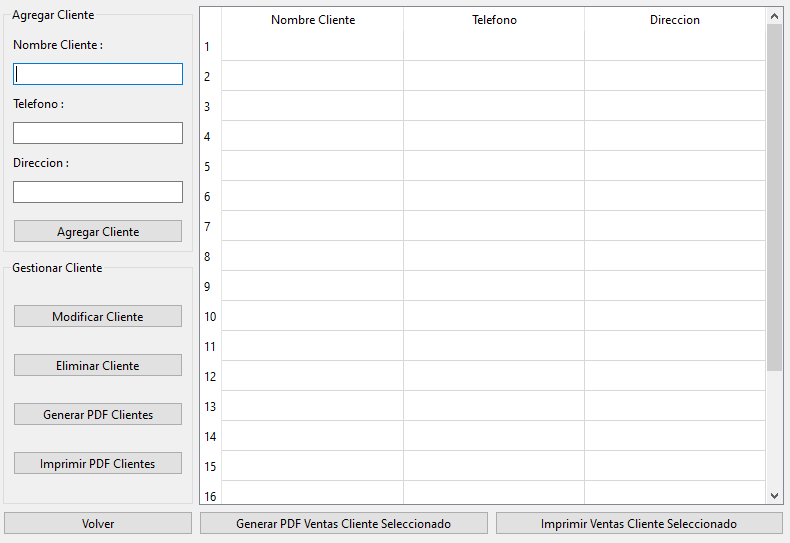 Agregar Cliente
Nombre Cliente :
Telefono :
Direccion :
Agregar Cliente
Gestionar Cliente
Modificar Cliente
Eliminar Cliente
Generar PDF Clientes
Imprimir PDF Clientes
Volver
Nombre Cliente Telefono Direccion
1
2
3
4
5
6
7
8
9
10
11
12
13
14
15
16
Generar PDF Ventas Cliente Seleccionado
Imprimir Ventas Cliente Seleccionado